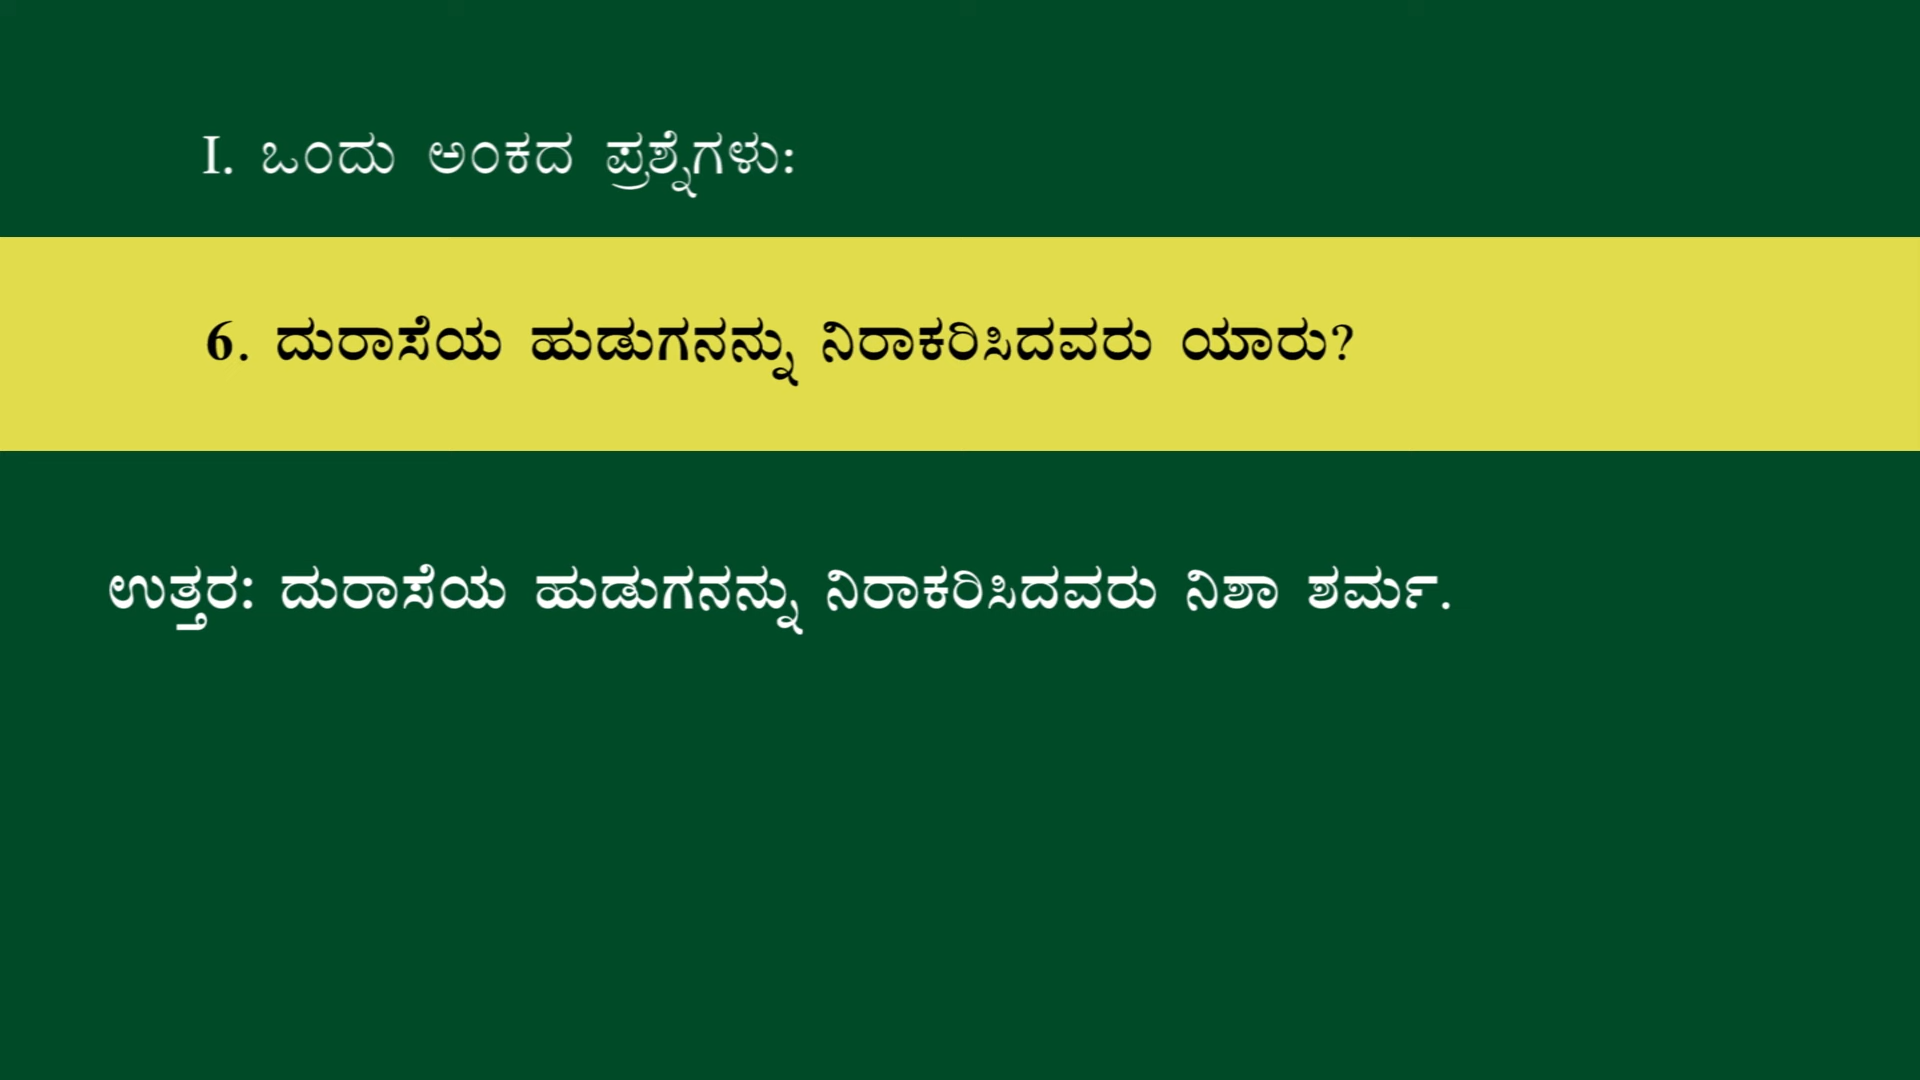 I. ಒಂದು ಅಂಕದ ಪ್ರಶ್ನೆಗಳು:
6. ದುರಾಸೆಯ ಹುಡುಗನನ್ನು ನಿರಾಕರಿಸಿದವರು ಯಾರು?
ಉತ್ತರ: ದುರಾಸೆಯ ಹುಡುಗನನ್ನು ನಿರಾಕರಿಸಿದವರು ನಿಶಾ ಶರ್ಮ.